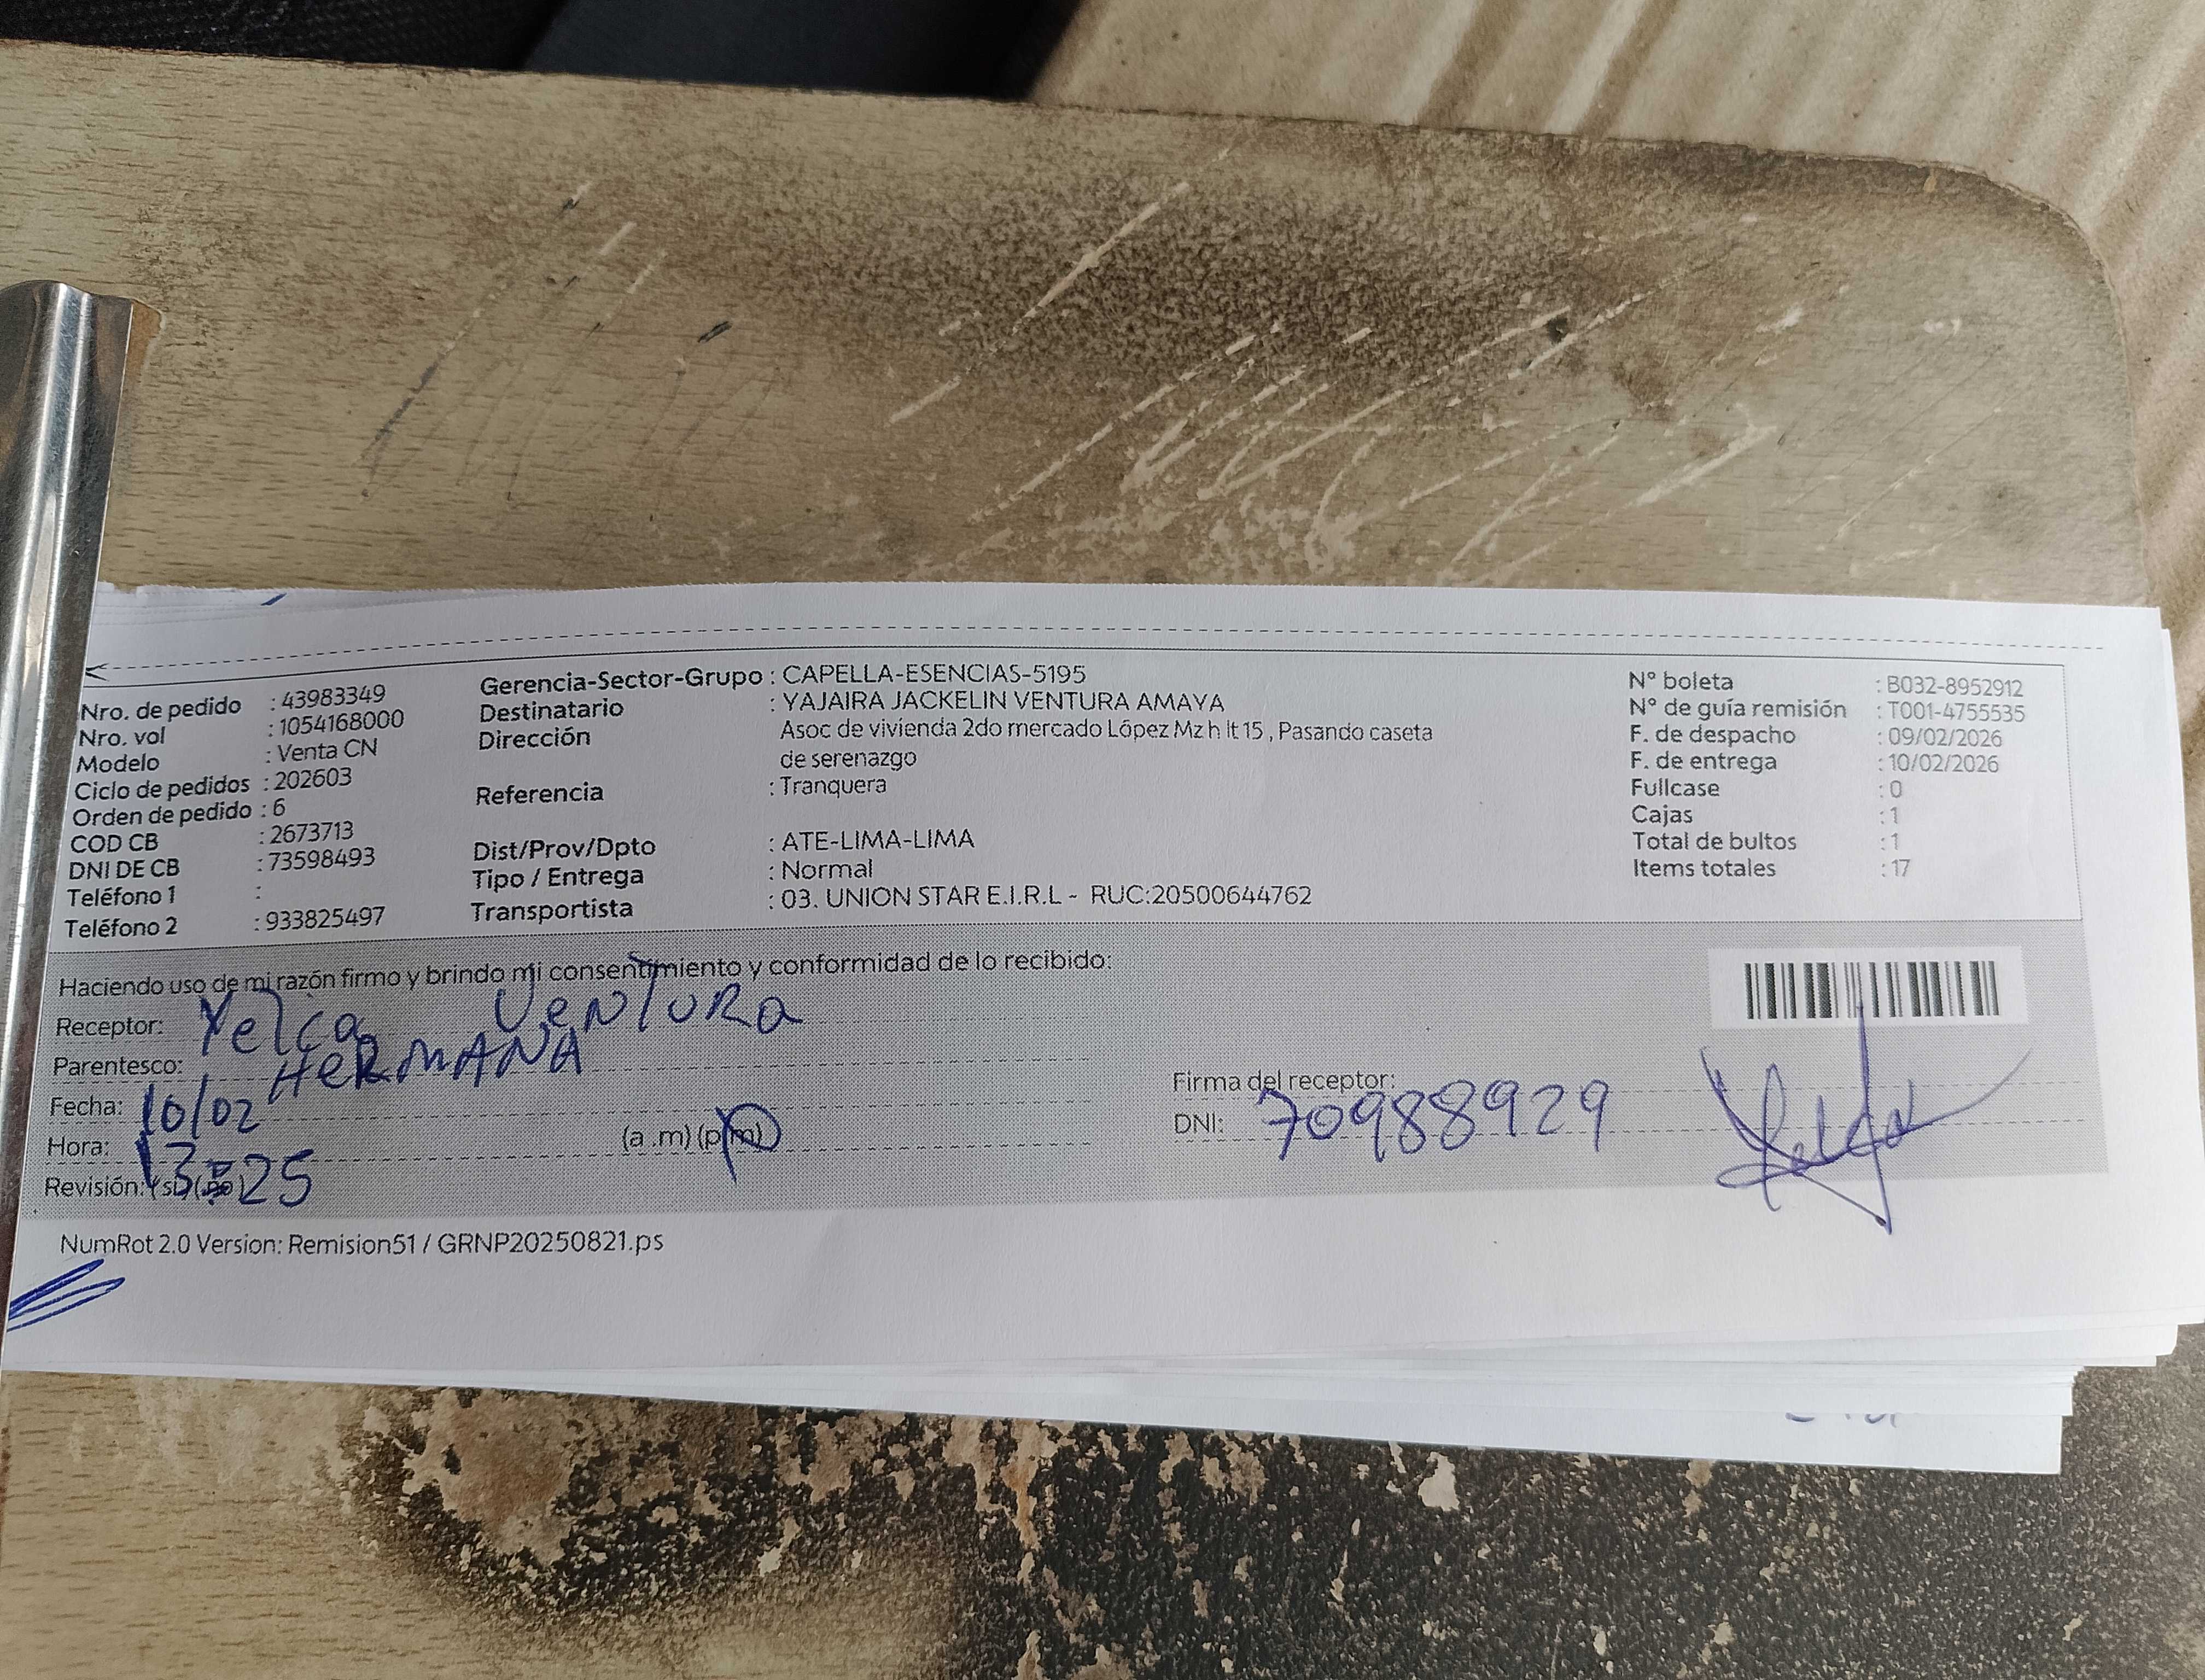 Nro. de pedido : 43983349
Nro. vol : 1054168000
Modelo : Venta CN
Ciclo de pedidos : 202603
Orden de pedido : 6
COD CB : 2673713
DNI DE CB : 73598493
Teléfono 1 :
Teléfono 2 : 933825497
Gerencia-Sector-Grupo : CAPELLA-ESENCIAS-5195
Destinatario : YAJAIRA JACKELIN VENTURA AMAYA
Dirección Asoc de vivienda 2do mercado López Mz h lt 15 , Pasando caseta
de serenazgo
Referencia : Tranquera
Dist/Prov/Dpto : ATE-LIMA-LIMA
Tipo / Entrega : Normal
Transportista : 03. UNION STAR E.I.R.L - RUC:20500644762
N° boleta : B032-8952912
N° de guía remisión : T001-4755535
F. de despacho : 09/02/2026
F. de entrega : 10/02/2026
Fullcase : 0
Cajas : 1
Total de bultos : 1
Items totales : 17
Haciendo uso de mi razón firmo y brindo mi consentimiento y conformidad de lo recibido:
Receptor: Yelca VeNTURa
Parentesco: HeRMANA
Fecha: 10/02
Hora: 13:25 (a .m) (p.m)
Revisión: (si) (no)
Firma del receptor:
DNI: 70988929
NumRot 2.0 Version: Remision51 / GRNP20250821.ps